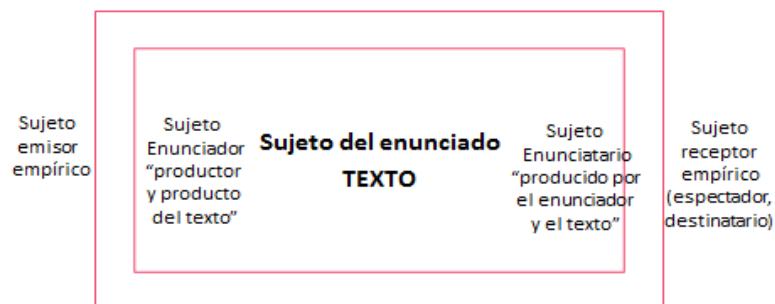 Sujeto
emisor
empírico
Sujeto
Enunciador
“productor
y producto
del texto”
Sujeto del enunciado
TEXTO
Sujeto
Enunciatario
“producido por
el enunciador
y el texto”
Sujeto
receptor
empírico
(espectador,
destinatario)